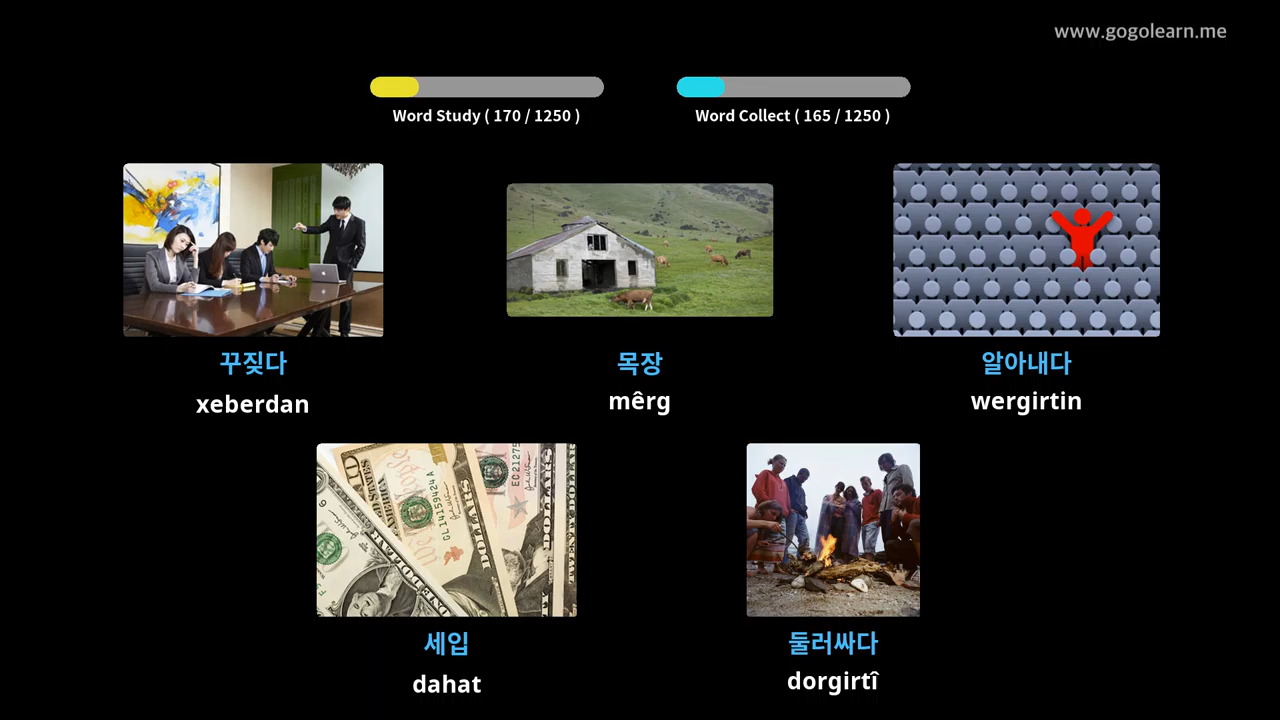 www.gogolearn.me
Word Study ( 170 / 1250 )
Word Collect ( 165 / 1250 )
꾸짖다
xeberdan
목장
mêrg
알아내다
wergirtin
세입
dahat
둘러싸다
dorgirtî